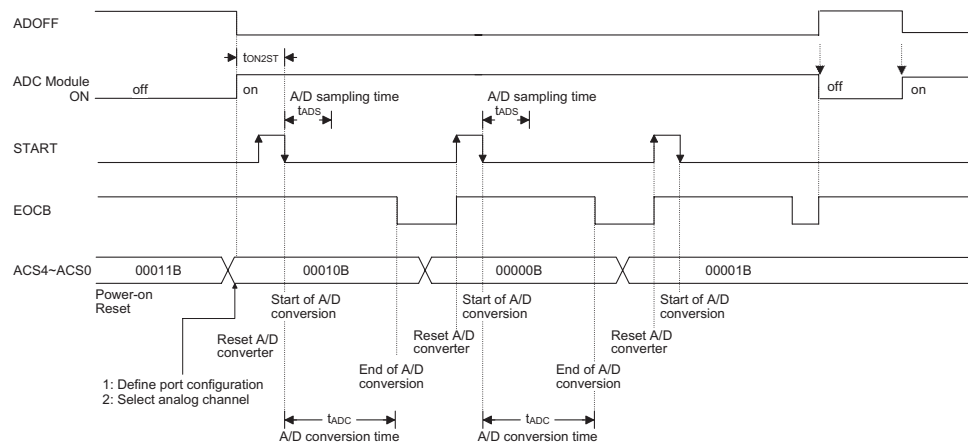 ADOFF
tON2ST
ADC Module
ON
off
on
off
on
A/D sampling time
tADS
A/D sampling time
tADS
START
EOCB
ACS4~ACS0
00011B
00010B
00000B
00001B
Power-on
Reset
Start of A/D
conversion
Start of A/D
conversion
Start of A/D
conversion
Reset A/D
converter
Reset A/D
converter
Reset A/D
converter
End of A/D
conversion
End of A/D
conversion
1: Define port configuration
2: Select analog channel
tADC
A/D conversion time
tADC
A/D conversion time